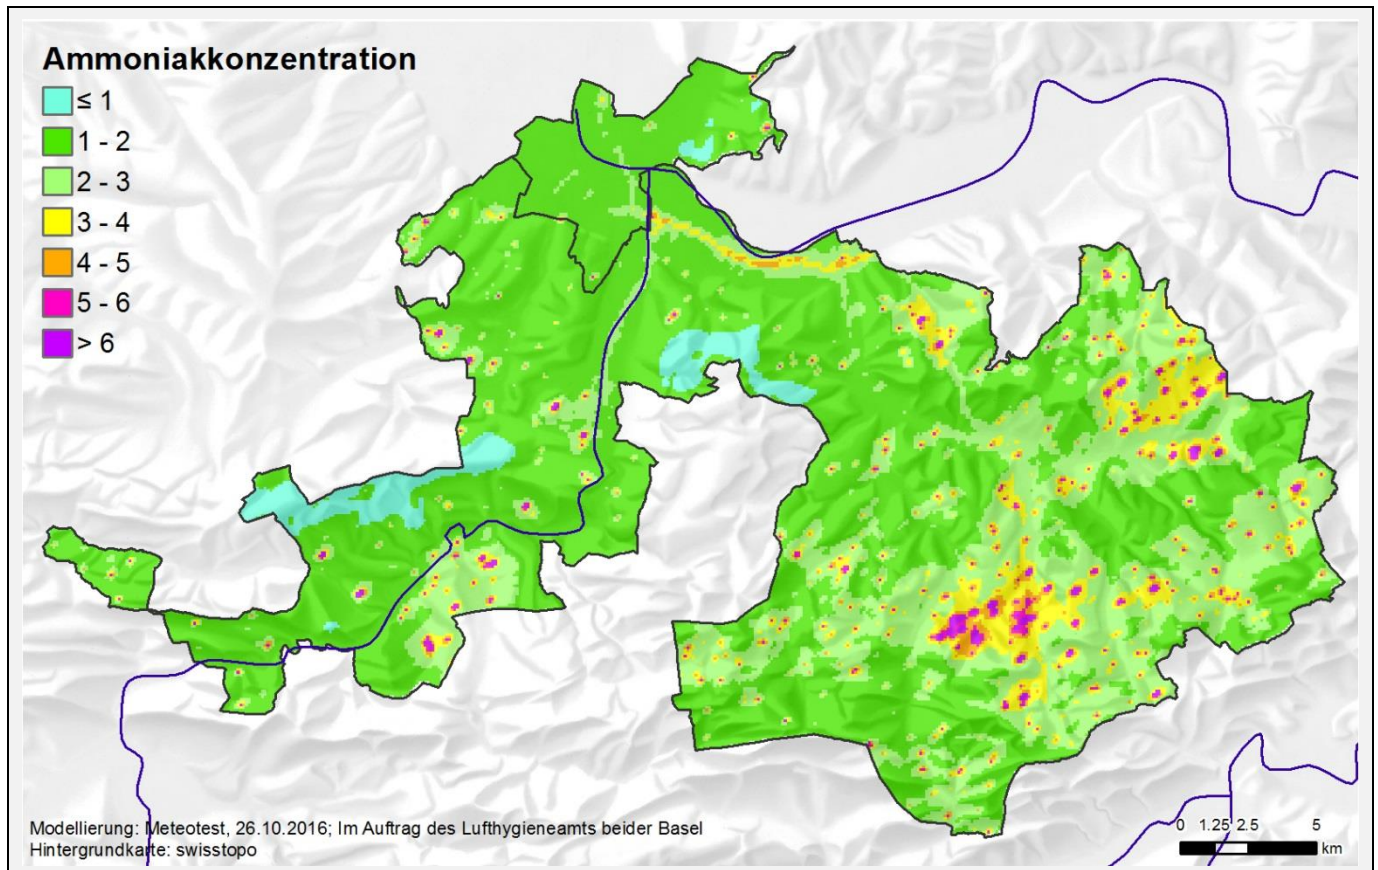 Ammoniakkonzentration
≤ 1
1 - 2
2 - 3
3 - 4
4 - 5
5 - 6
> 6
Modellierung: Meteotest, 26.10.2016; Im Auftrag des Lufthygieneamts beider Basel
Hintergrundkarte: swisstopo
0 1.25 2.5 5
km